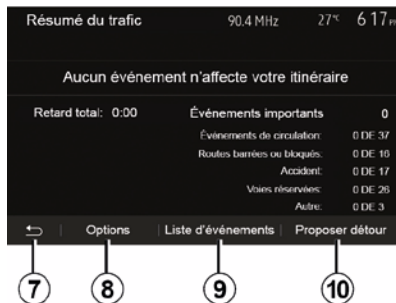 Résumé du trafic 90.4 MHz 27°C 6 17 PM
Aucun événement n'affecte votre itinéraire
Retard total: 0:00 Événements importants 0
Événements de circulation: 0 DE 37
Routes barrées ou bloqués: 0 DE 16
Accident: 0 DE 17
Voies réservées: 0 DE 26
Autre: 0 DE 3
Options Liste d'événements Proposer détour
7 8 9 10